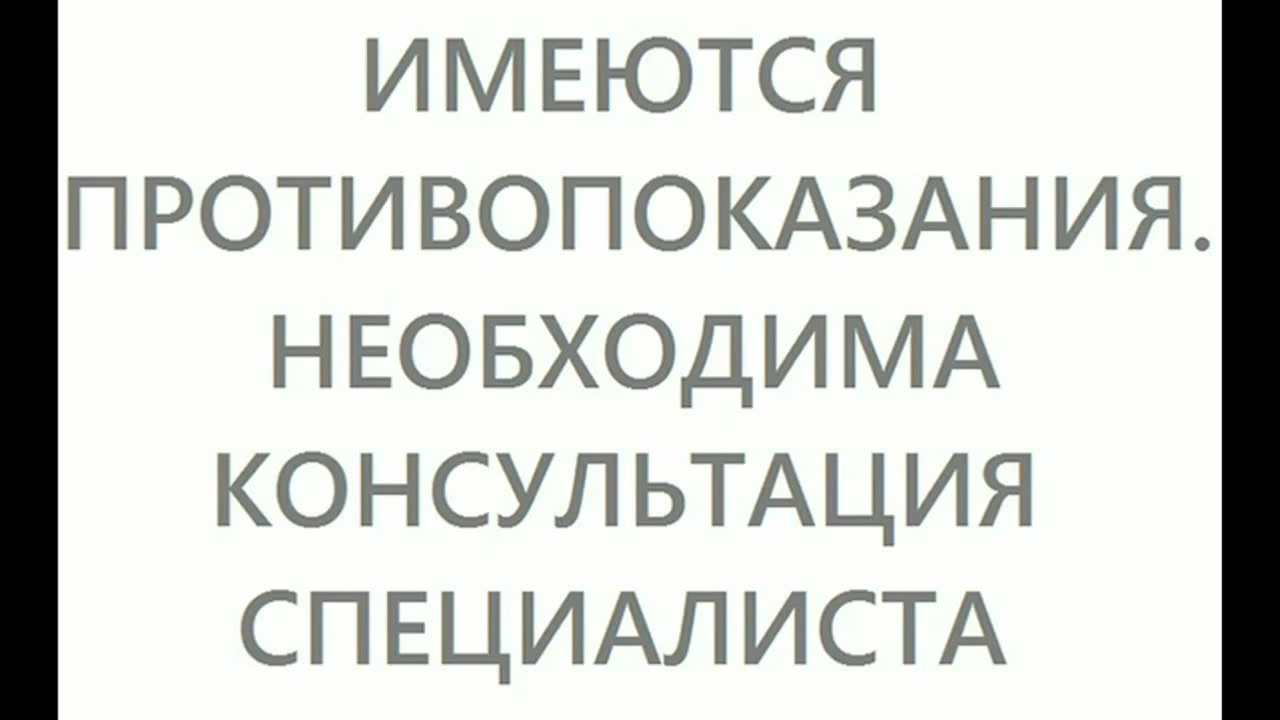 ИМЕЮТСЯ
ПРОТИВОПОКАЗАНИЯ.
НЕОБХОДИМА
КОНСУЛЬТАЦИЯ
СПЕЦИАЛИСТА